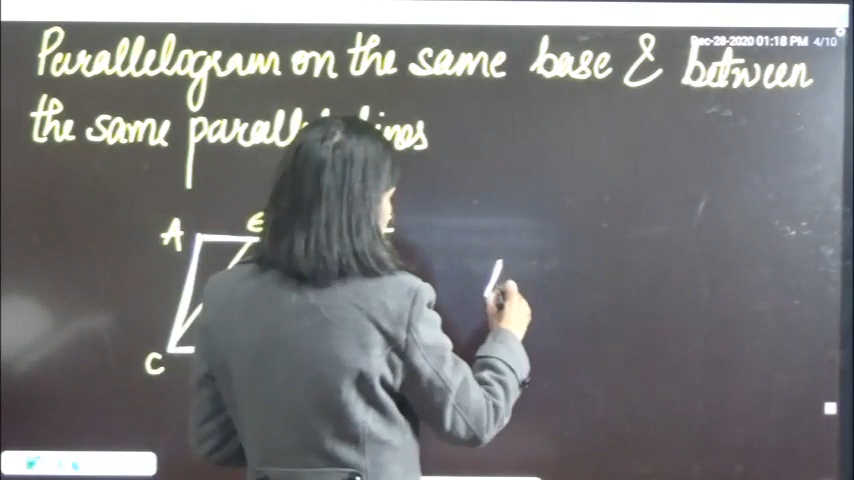 Dec-28-2020 01:18 PM 4/10
Parallelogram on the same base & between
the same
A E
C